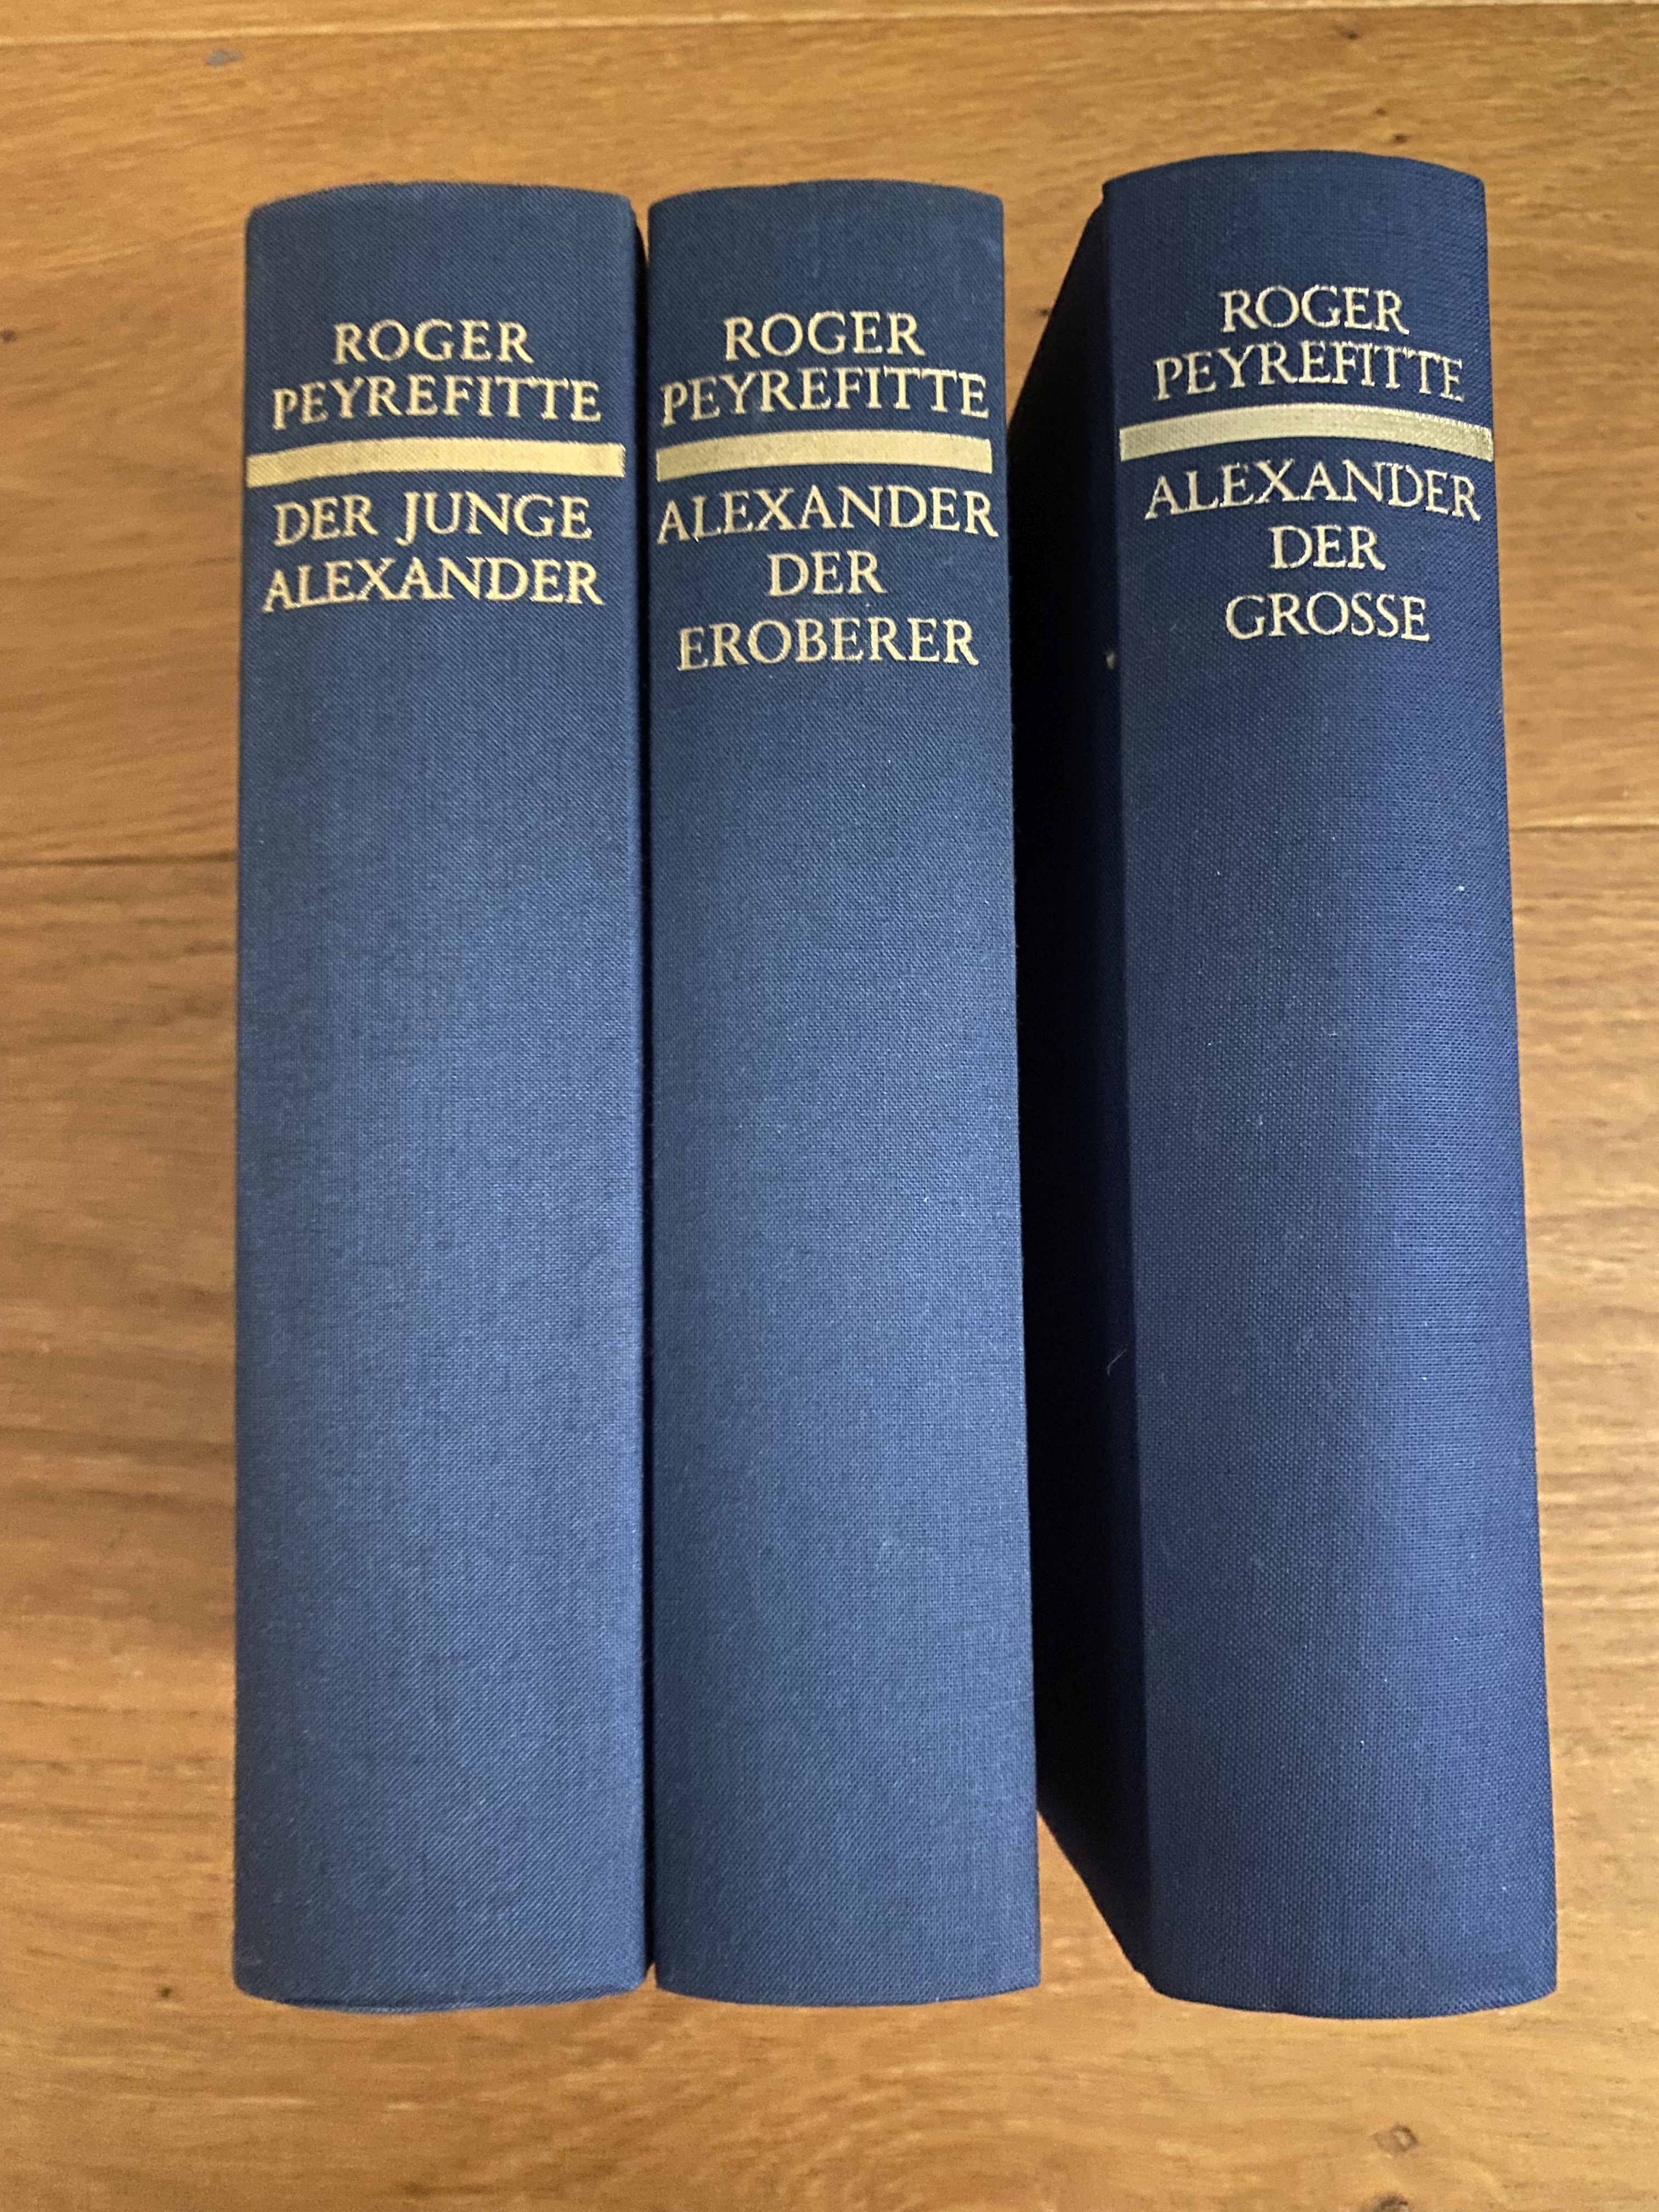 ROGER
PEYREFITTE
DER JUNGE
ALEXANDER
ROGER
PEYREFITTE
ALEXANDER
DER
EROBERER
ROGER
PEYREFITTE
ALEXANDER
DER
GROSSE